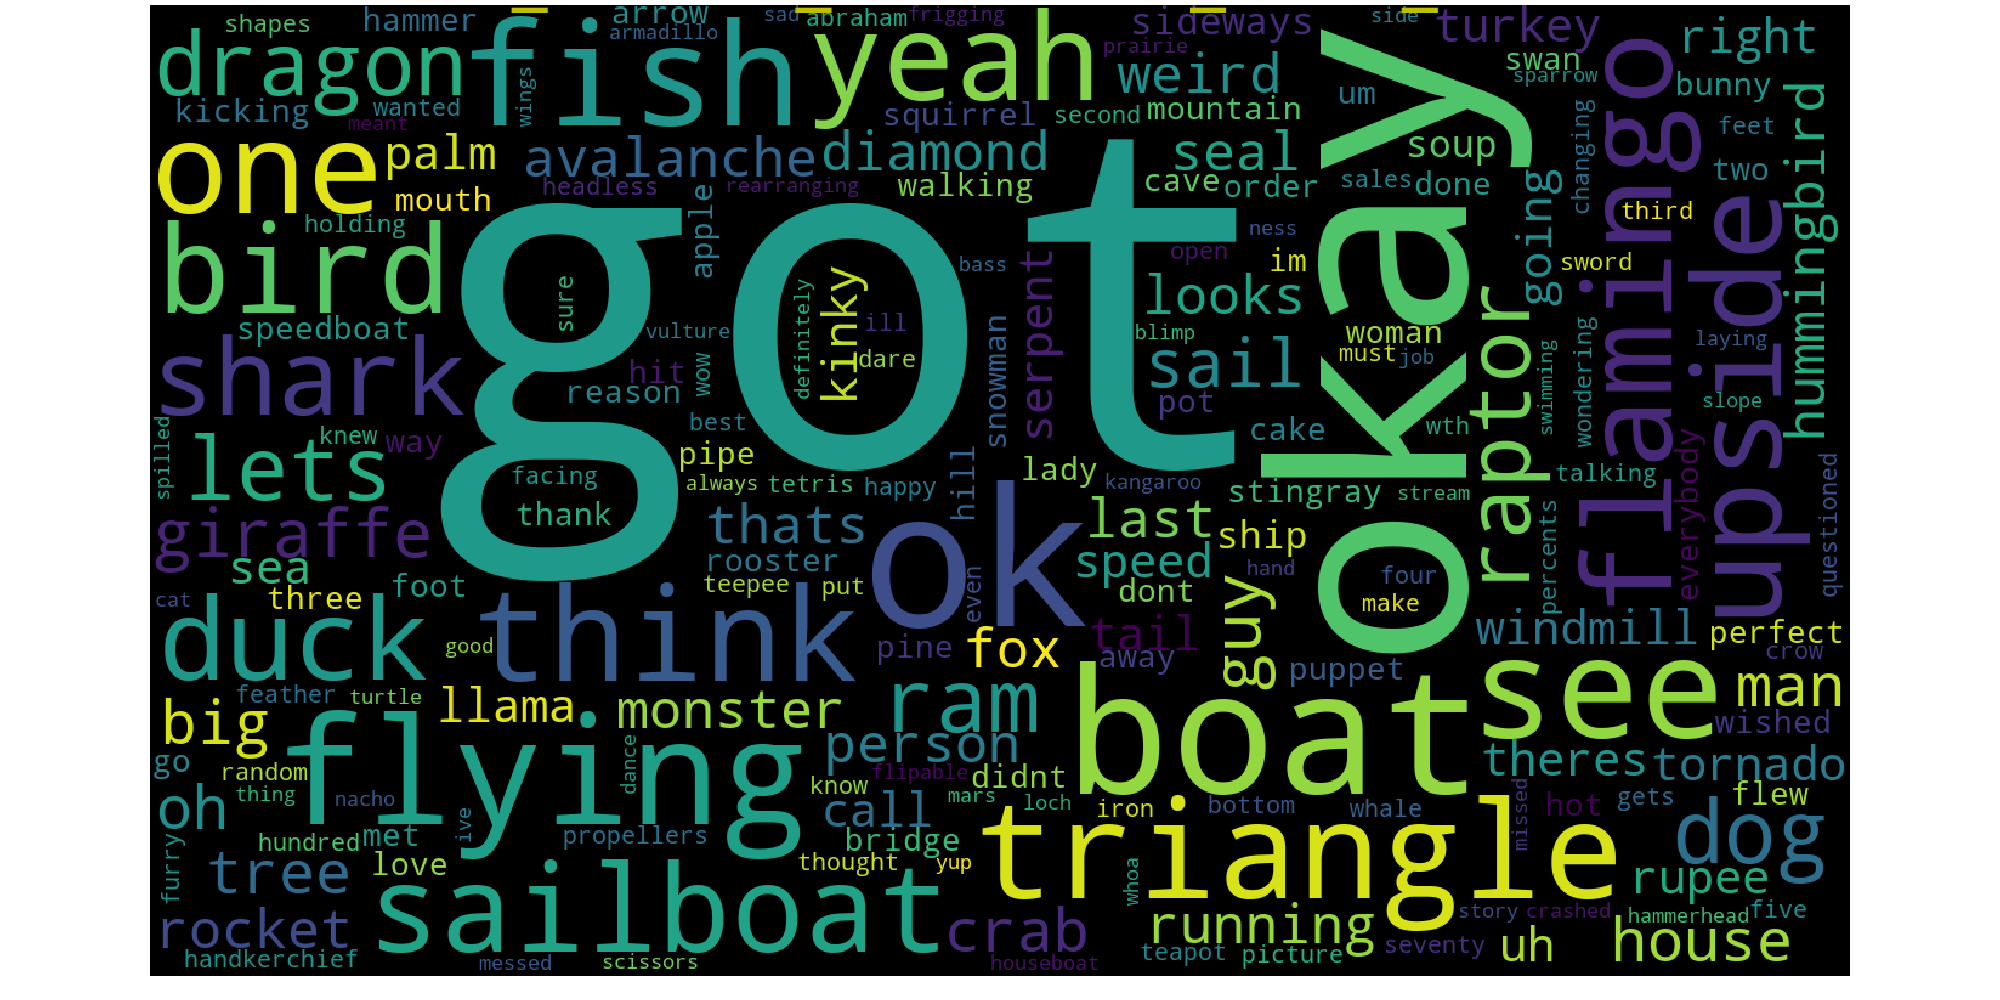 shapes hammer arrow sad abraham frigging sideways side turkey
dragon fish armadillo yeah prairie weird swan right
kicking wanted wings squirrel second mountain um sparrow bunny
meant okay flamingo feet
one palm avalanche diamond seal soup hummingbird
mouth headless rearranging walking cave order sales done changing two
holding apple got going third
bird ness upside
sure bass serpent open im sword
speedboat definitely kinky looks raptor
shark vulture ill snowman blimp woman wondering laying
hit wow dare sail must job
reason pot swimming slope
spilled lets knew way best cake wth
facing pipe hill lady kangaroo talking everybody questioned
always tetris happy stingray stream
giraffe thank thats ok last
sea rooster speed ship percents
cat three foot teepee put even dont hand four
duck think guy make
good pine fox tail windmill perfect
away puppet crow
feather turtle llama monster ram boat see man
big wished
go flying dance person theres tornado
random know flipable didnt
thing nacho call mars loch iron bottom whale missed hot gets flew
oh met ive propellers triangle dog
hundred bridge
furry tree love thought yup whoa rupee
rocket sailboat crab running story crashed hammerhead five
handkerchief messed scissors houseboat teapot picture seventy uh house